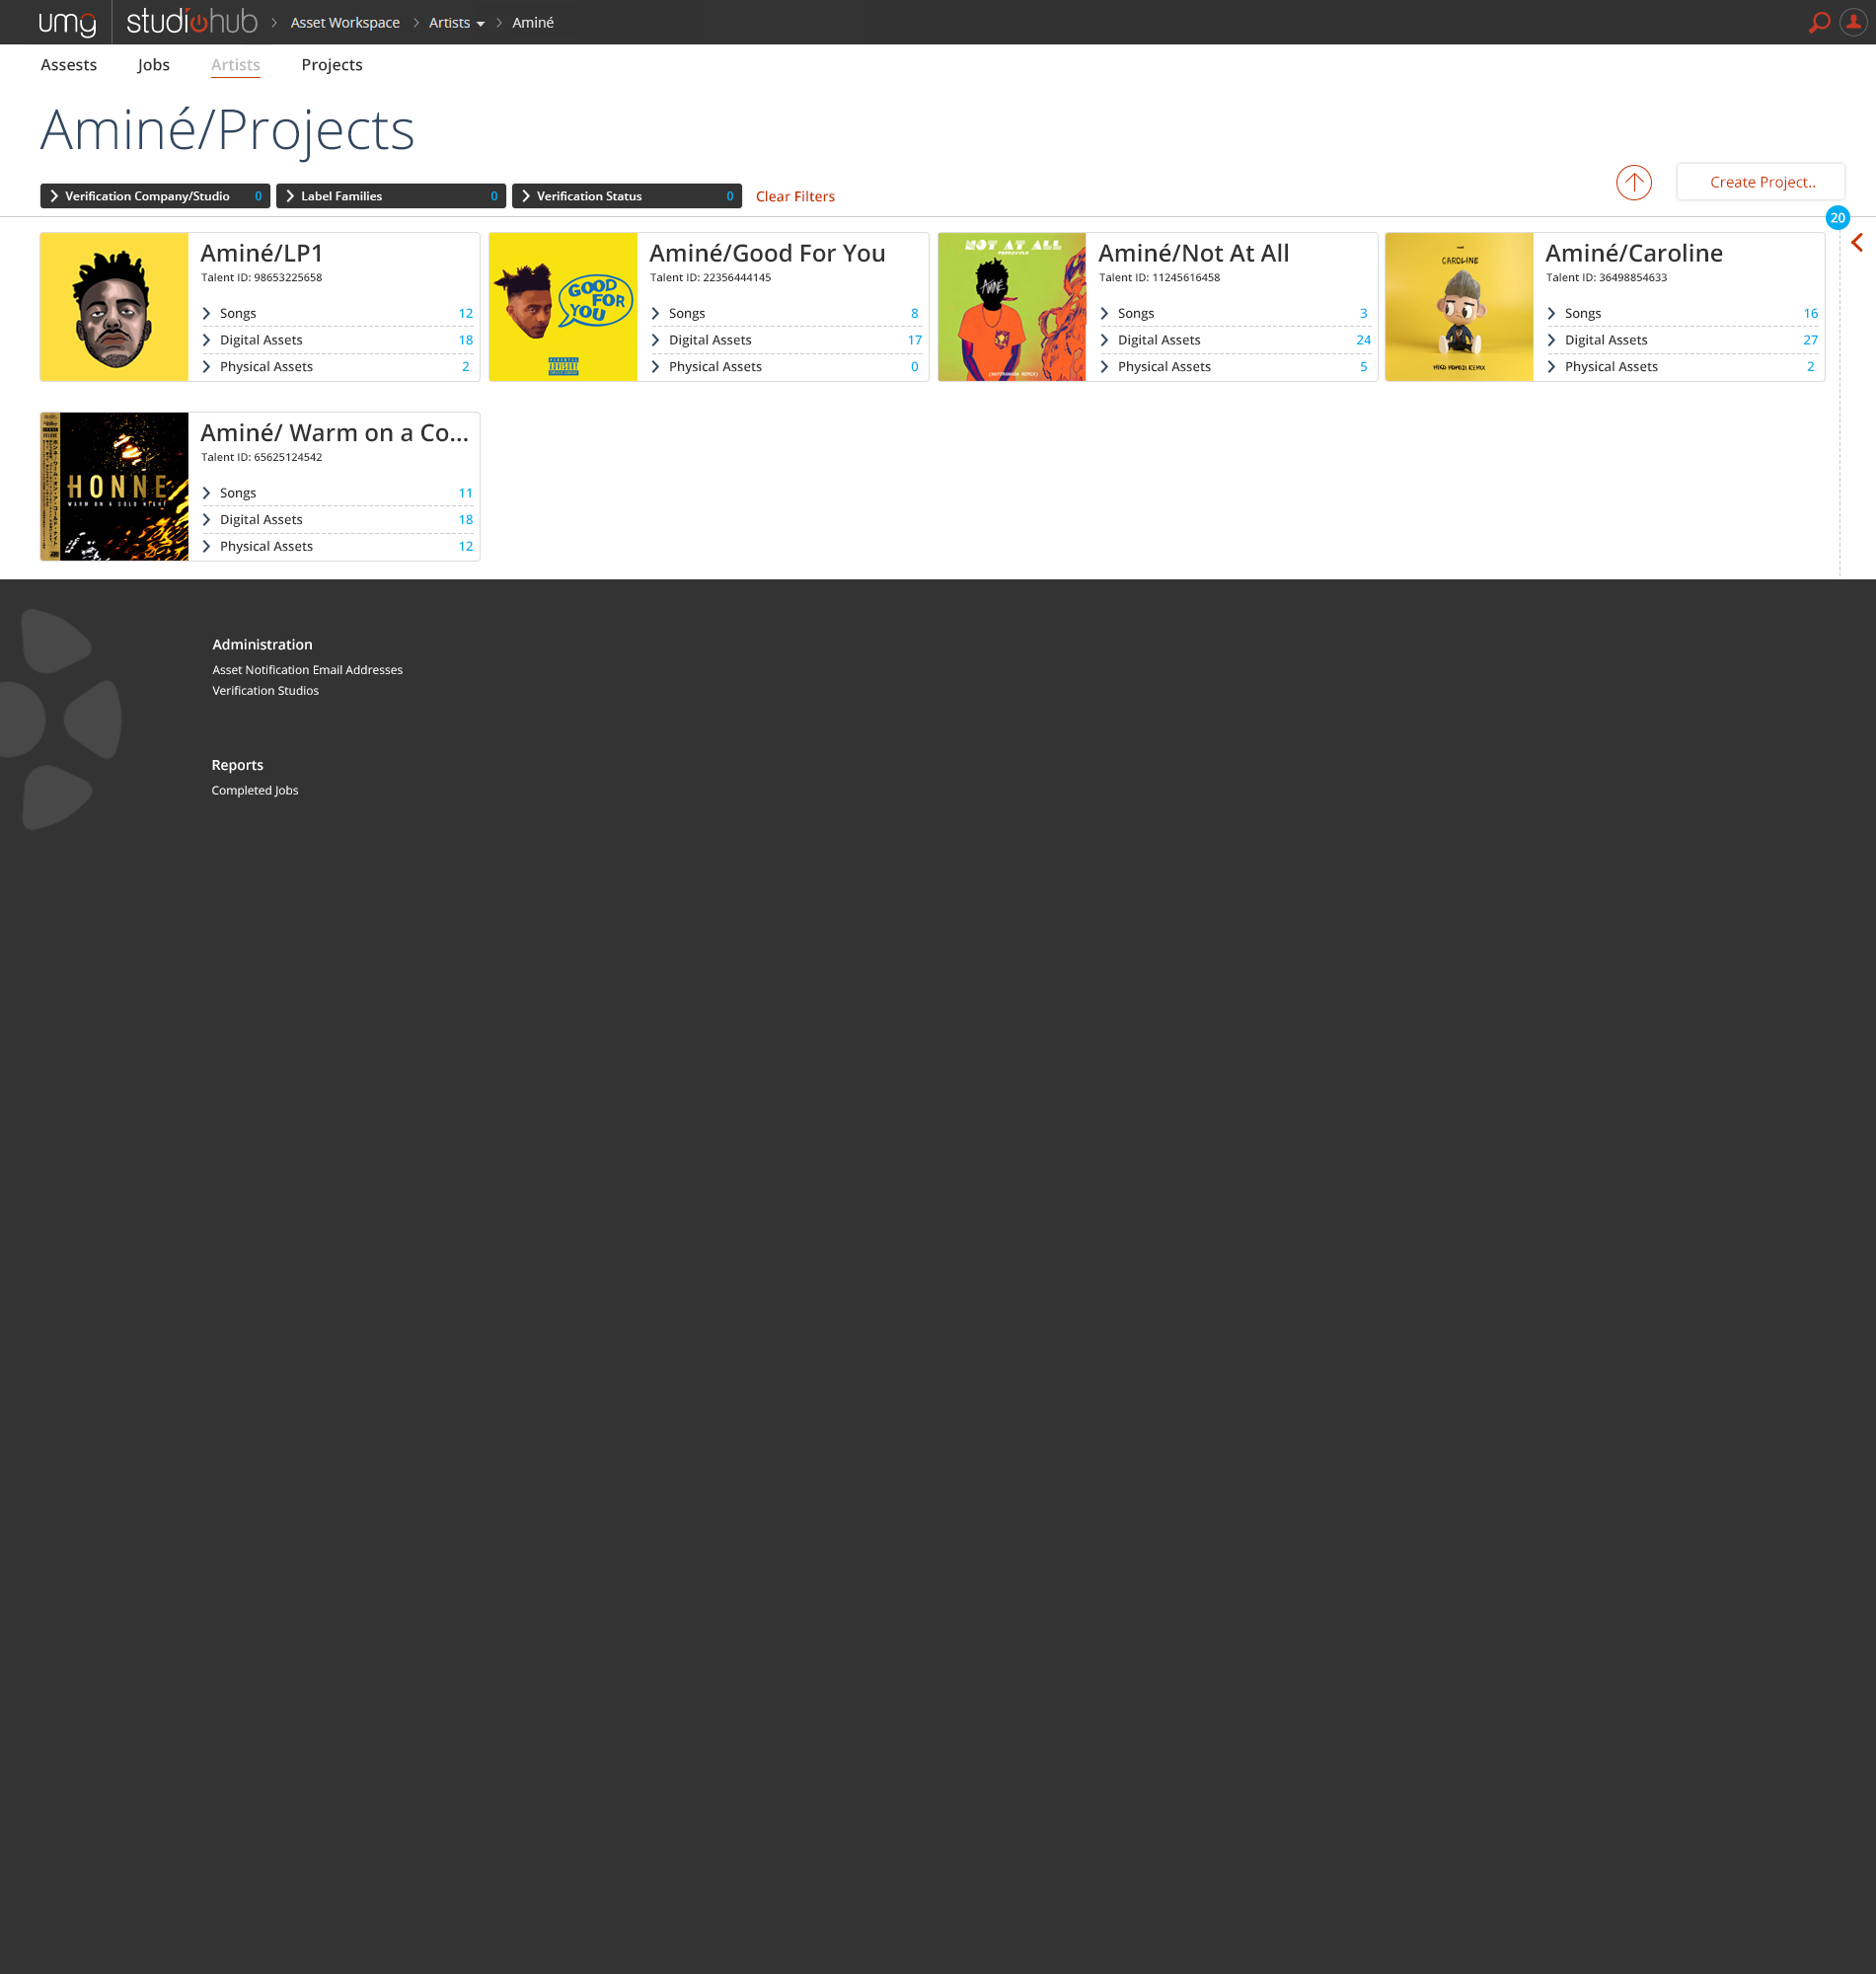 umg studiohub > Asset Workspace > Artists > Aminé
Assests Jobs Artists Projects
Aminé/Projects
Verification Company/Studio 0 Label Families 0 Verification Status 0 Clear Filters
Create Project..
20
Aminé/LP1
Talent ID: 98653225658
Songs 12
Digital Assets 18
Physical Assets 2
GOOD
FOR
YOU
PARENTAL
ADVISORY
Aminé/Good For You
Talent ID: 22356444145
Songs 8
Digital Assets 17
Physical Assets 0
NOT AT ALL
AMINÉ
Aminé/Not At All
Talent ID: 11245616458
Songs 3
Digital Assets 24
Physical Assets 5
CAROLINE
Aminé/Caroline
Talent ID: 36498854633
Songs 16
Digital Assets 27
Physical Assets 2
HONNE
WARM ON A COLD NIGHT
Aminé/ Warm on a Co...
Talent ID: 65625124542
Songs 11
Digital Assets 18
Physical Assets 12
Administration
Asset Notification Email Addresses
Verification Studios
Reports
Completed Jobs